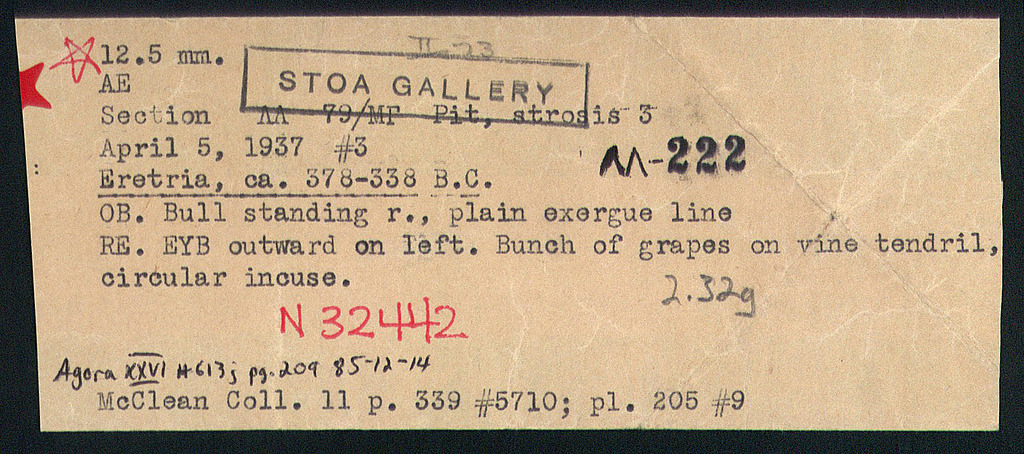 II-23
12.5 mm.
STOA GALLERY
AE
Section AA 79/MF Pit, strosis 3
April 5, 1937 #3
AA-222
Eretria, ca. 378-338 B.C.
OB. Bull standing r., plain exergue line
RE. EYB outward on left. Bunch of grapes on vine tendril,
circular incuse.
2.32g
N 32442
Agora XXVI #613j pg. 209 85-12-14
McClean Coll. 11 p. 339 #5710; pl. 205 #9